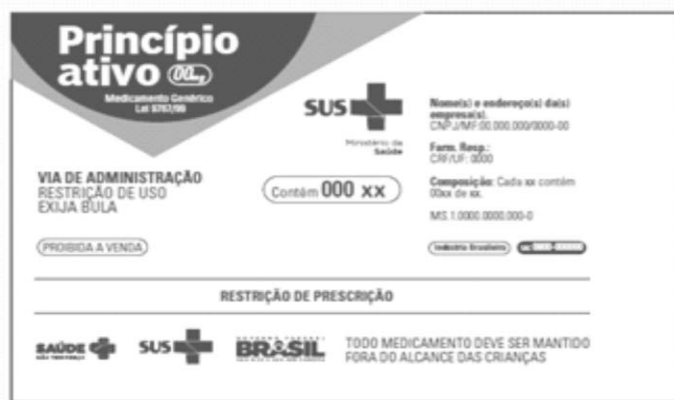 Princípio
ativo 00mg
Medicamento Genérico
Lei 9787/99
SUS
Ministério da
Saúde
Nome(s) e endereço(s) da(s)
empresa(s).
CNPJ/MF:00.000.000/0000-00
Farm. Resp.:
CRF/UF: 0000
Composição: Cada xx contém
00xx de xx.
MS.1.0000.0000.000-0
Indústria Brasileira
VIA DE ADMINISTRAÇÃO
RESTRIÇÃO DE USO
EXIJA BULA
Contém 000 xx
PROIBIDA A VENDA
RESTRIÇÃO DE PRESCRIÇÃO
SAÚDE
SUS
BRASIL
TODO MEDICAMENTO DEVE SER MANTIDO
FORA DO ALCANCE DAS CRIANÇAS